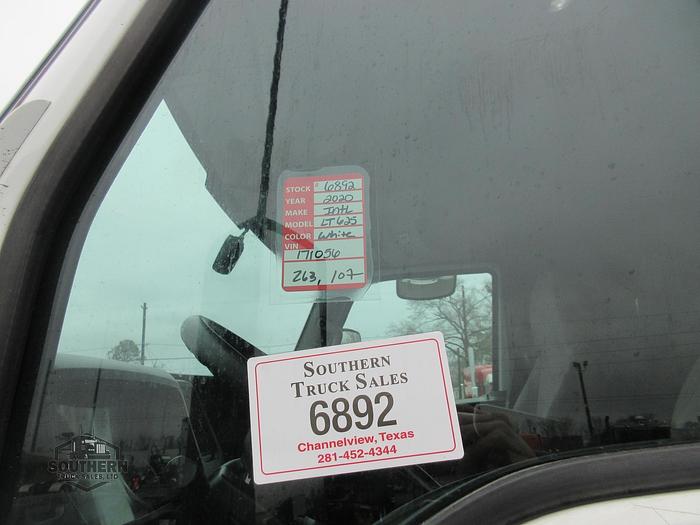 STOCK # 6892
YEAR 2020
MAKE Intl
MODEL LT625
COLOR White
VIN
171056
263,107
SOUTHERN
TRUCK SALES
6892
Channelview, Texas
281-452-4344
SOUTHERN
TRUCK SALES, LTD